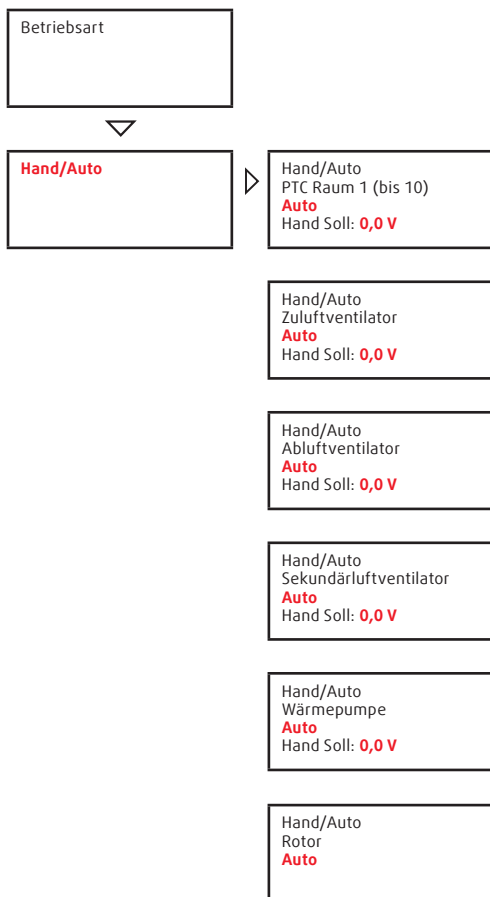 Betriebsart
Hand/Auto
Hand/Auto
PTC Raum 1 (bis 10)
Auto
Hand Soll: 0,0 V
Hand/Auto
Zuluftventilator
Auto
Hand Soll: 0,0 V
Hand/Auto
Abluftventilator
Auto
Hand Soll: 0,0 V
Hand/Auto
Sekundärluftventilator
Auto
Hand Soll: 0,0 V
Hand/Auto
Wärmepumpe
Auto
Hand Soll: 0,0 V
Hand/Auto
Rotor
Auto